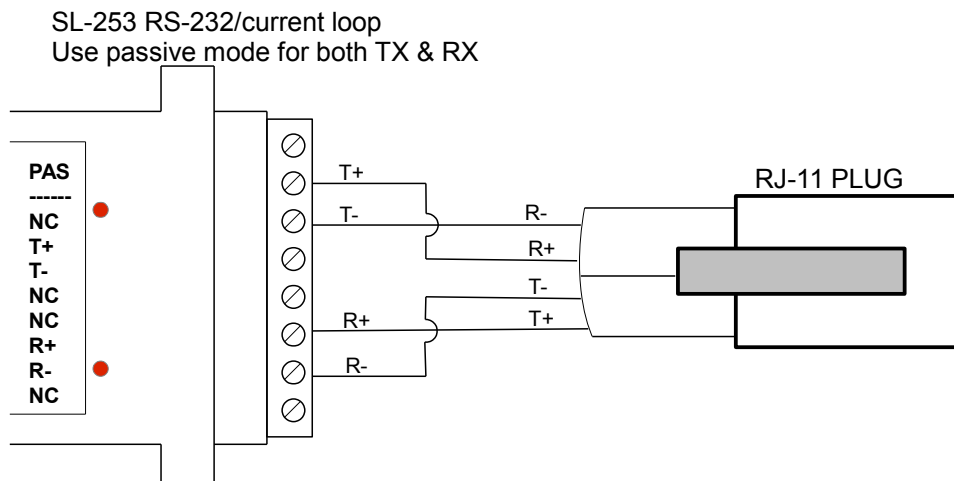 SL-253 RS-232/current loop
Use passive mode for both TX & RX
PAS
------
NC
T+
T-
NC
NC
R+
R-
NC
T+
T-
R+
R-
R-
R+
T-
T+
RJ-11 PLUG